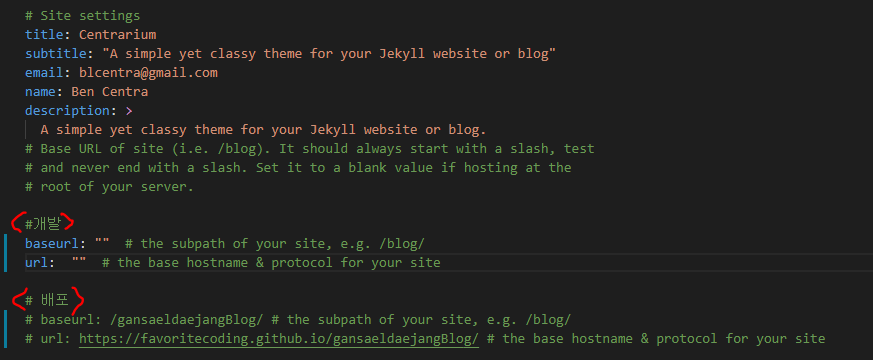 # Site settings
title: Centrarium
subtitle: "A simple yet classy theme for your Jekyll website or blog"
email: blcentra@gmail.com
name: Ben Centra
description: >
A simple yet classy theme for your Jekyll website or blog.
# Base URL of site (i.e. /blog). It should always start with a slash, test
# and never end with a slash. Set it to a blank value if hosting at the
# root of your server.
#개발
baseurl: ""  # the subpath of your site, e.g. /blog/
url:  ""  # the base hostname & protocol for your site
# 배포
# baseurl: /gansaeldaejangBlog/ # the subpath of your site, e.g. /blog/
# url: https://favoritecoding.github.io/gansaeldaejangBlog/ # the base hostname & protocol for your site